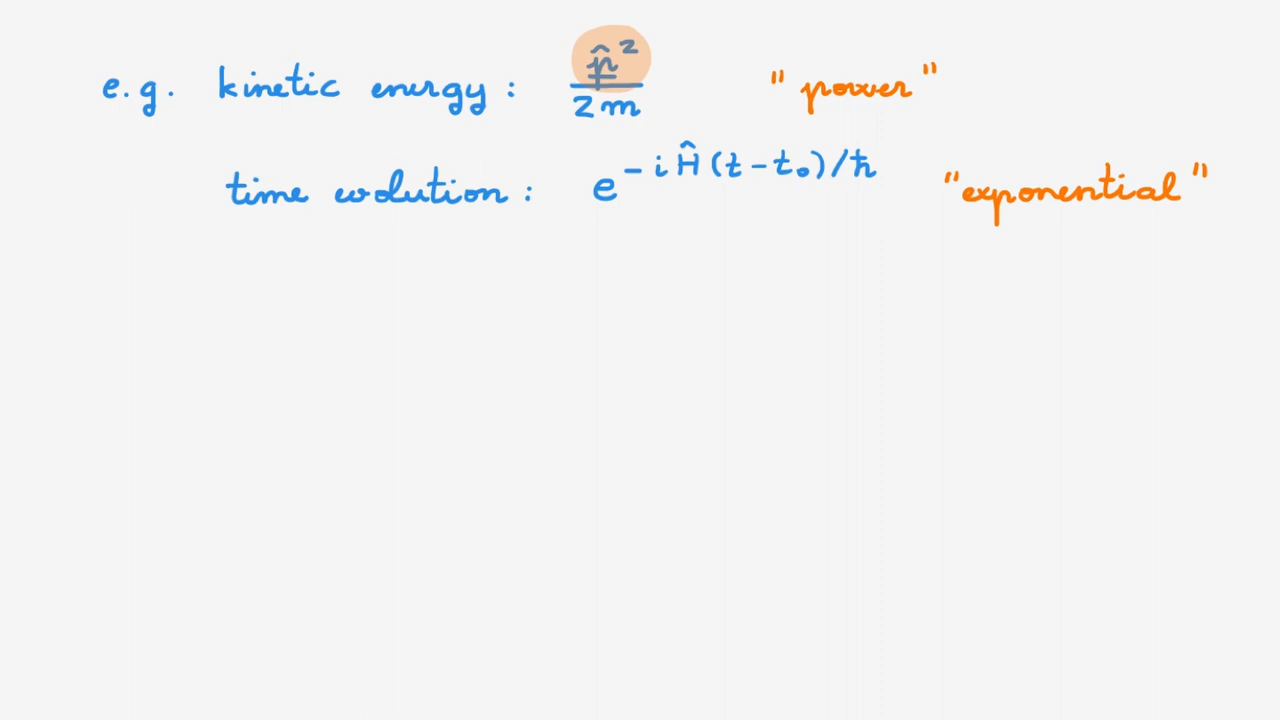 e.g. kinetic energy : p̲̂² / 2m "power"
time evolution : e^{-iĤ(t-t₀)/ħ} "exponential"